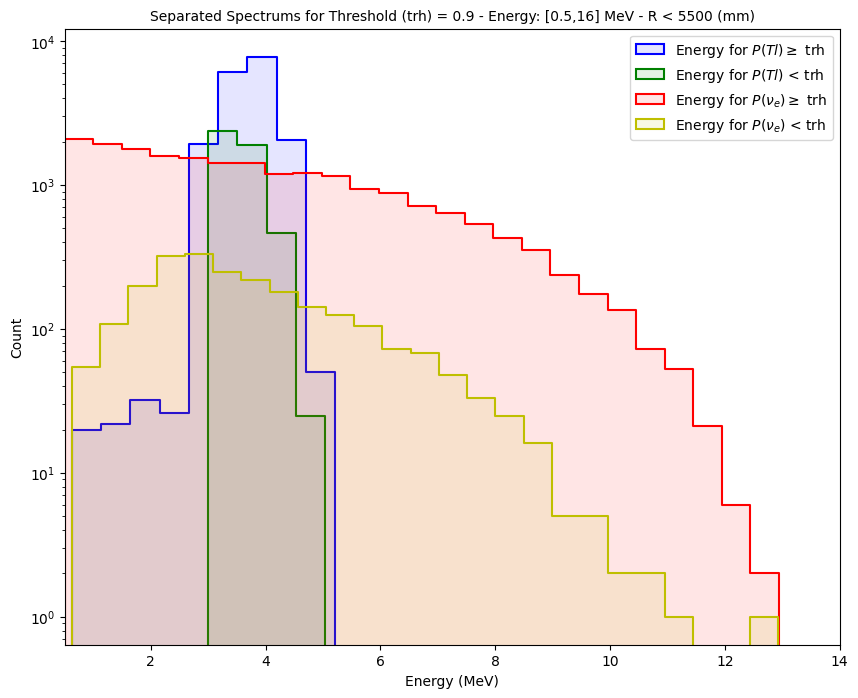 Separated Spectrums for Threshold (trh) = 0.9 - Energy: [0.5,16] MeV - R < 5500 (mm)
Energy for P(Tl) ≥ trh
Energy for P(Tl) < trh
Energy for P(νₑ) ≥ trh
Energy for P(νₑ) < trh
10⁴
10³
10²
10¹
10⁰
Count
2 4 6 8 10 12 14
Energy (MeV)